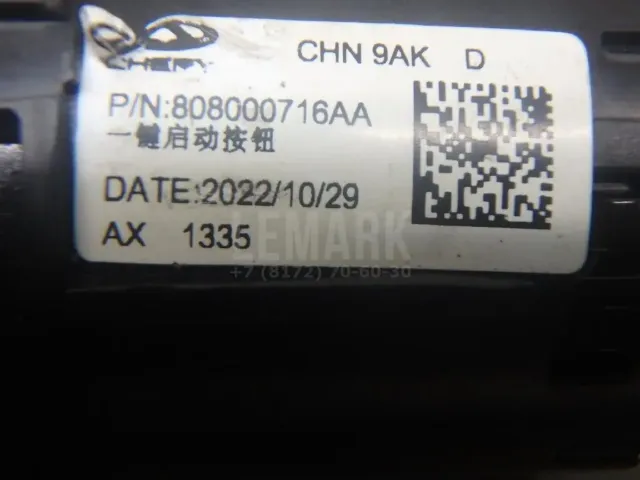 CHERY
CHN 9AK D
P/N:808000716AA
一键启动按钮
DATE:2022/10/29
AX 1335
LEMARK
+7 (8172) 70-60-30